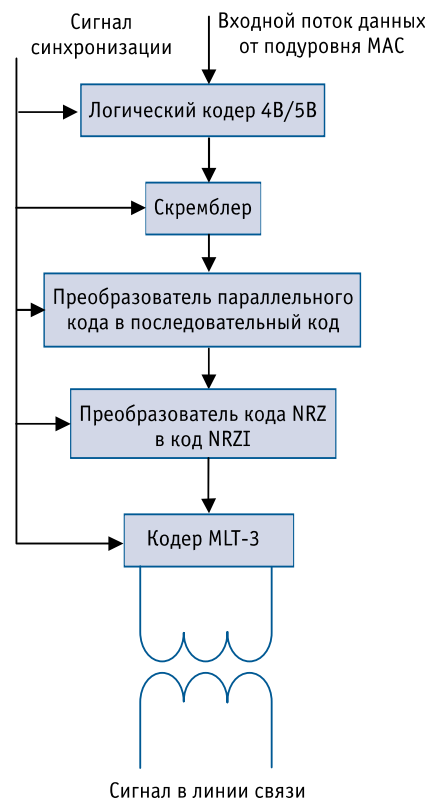 Сигнал
синхронизации
Входной поток данных
от подуровня MAC
Логический кодер 4B/5B
Скремблер
Преобразователь параллельного
кода в последовательный код
Преобразователь кода NRZ
в код NRZI
Кодер MLT-3
Сигнал в линии связи